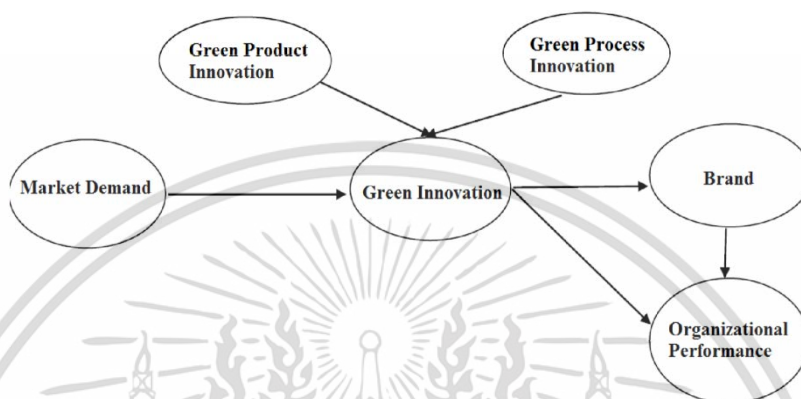 Green Product
Innovation
Green Process
Innovation
Market Demand
Green Innovation
Brand
Organizational
Performance